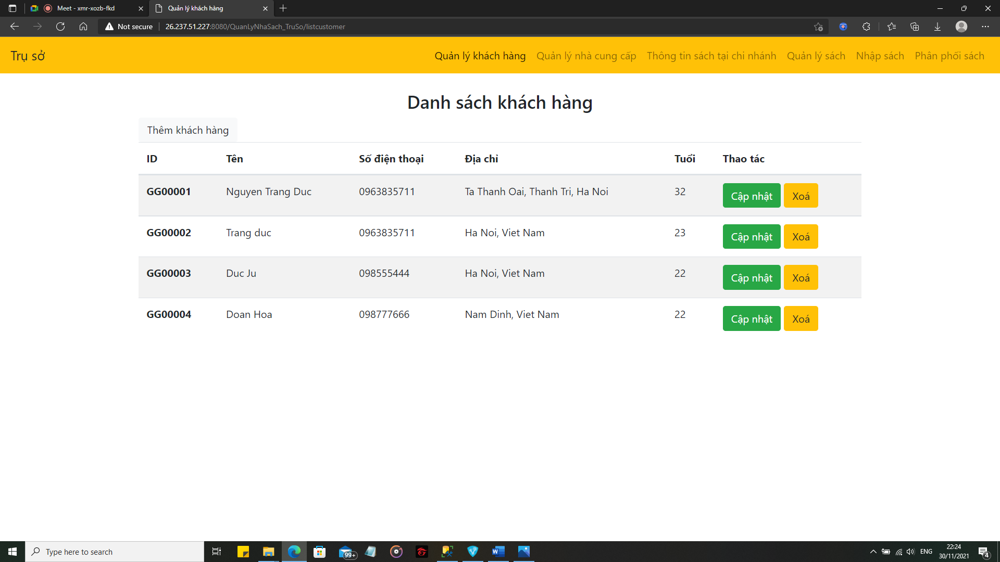 Meet - xmr-xozb-fkd
Quản lý khách hàng
Not secure
26.237.51.227:8080/QuanLyNhaSach_TruSo/listcustomer
Trụ sở
Quản lý khách hàng Quản lý nhà cung cấp Thông tin sách tại chi nhánh Quản lý sách Nhập sách Phân phối sách
Danh sách khách hàng
Thêm khách hàng
ID Tên Số điện thoại Địa chỉ Tuổi Thao tác
GG00001 Nguyen Trang Duc 0963835711 Ta Thanh Oai, Thanh Tri, Ha Noi 32 Cập nhật Xoá
GG00002 Trang duc 0963835711 Ha Noi, Viet Nam 23 Cập nhật Xoá
GG00003 Duc Ju 098555444 Ha Noi, Viet Nam 22 Cập nhật Xoá
GG00004 Doan Hoa 098777666 Nam Dinh, Viet Nam 22 Cập nhật Xoá
Type here to search
99+
ENG
22:24
30/11/2021
4